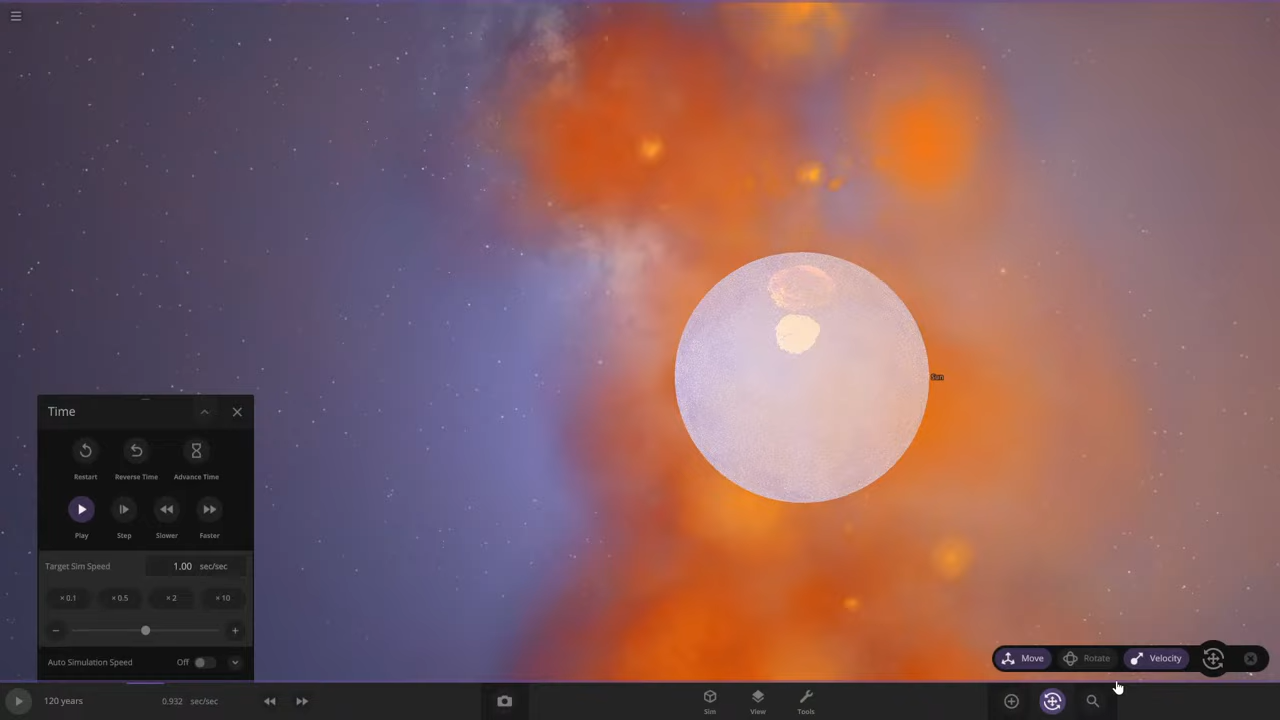 Sun
Time
Restart
Reverse Time
Advance Time
Play
Step
Slower
Faster
Target Sim Speed
1.00 sec/sec
× 0.1
× 0.5
× 2
× 10
Auto Simulation Speed
Off
Move
Rotate
Velocity
120 years
0.932 sec/sec
Sim
View
Tools